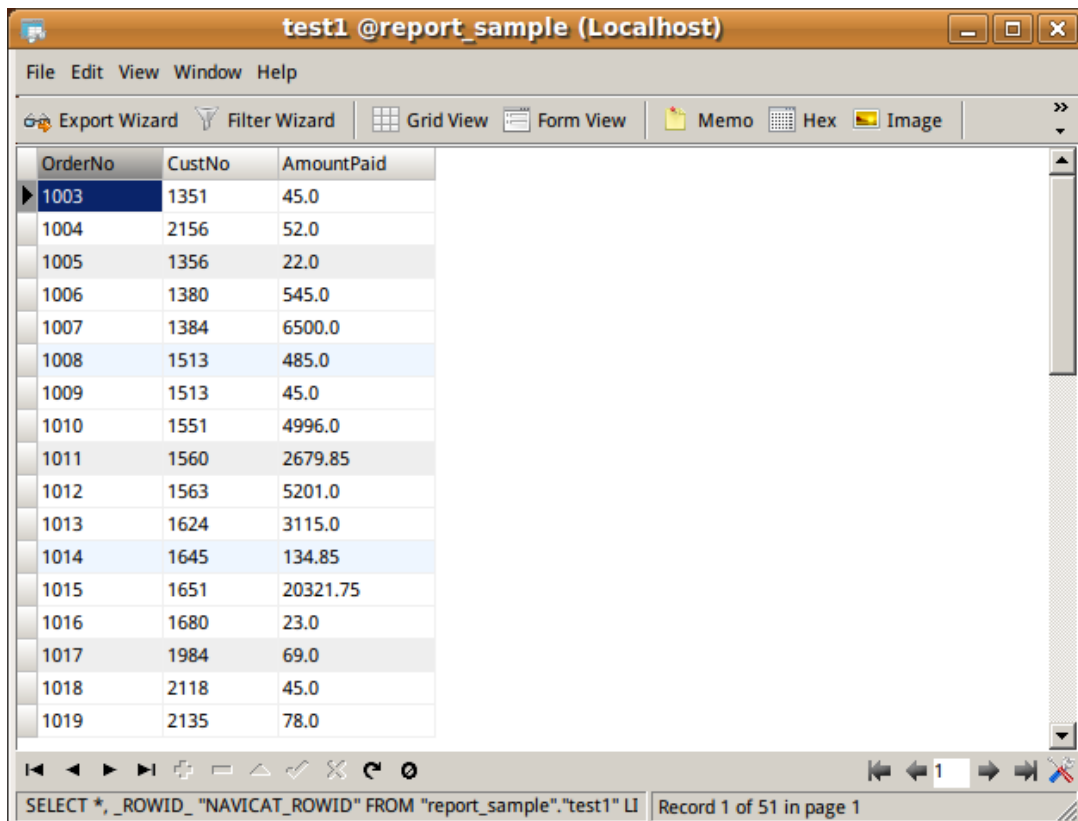 test1 @report_sample (Localhost)
File Edit View Window Help
Export Wizard Filter Wizard Grid View Form View Memo Hex Image
OrderNo CustNo AmountPaid
1003 1351 45.0
1004 2156 52.0
1005 1356 22.0
1006 1380 545.0
1007 1384 6500.0
1008 1513 485.0
1009 1513 45.0
1010 1551 4996.0
1011 1560 2679.85
1012 1563 5201.0
1013 1624 3115.0
1014 1645 134.85
1015 1651 20321.75
1016 1680 23.0
1017 1984 69.0
1018 2118 45.0
1019 2135 78.0
1
SELECT *, _ROWID_ "NAVICAT_ROWID" FROM "report_sample"."test1" LI Record 1 of 51 in page 1